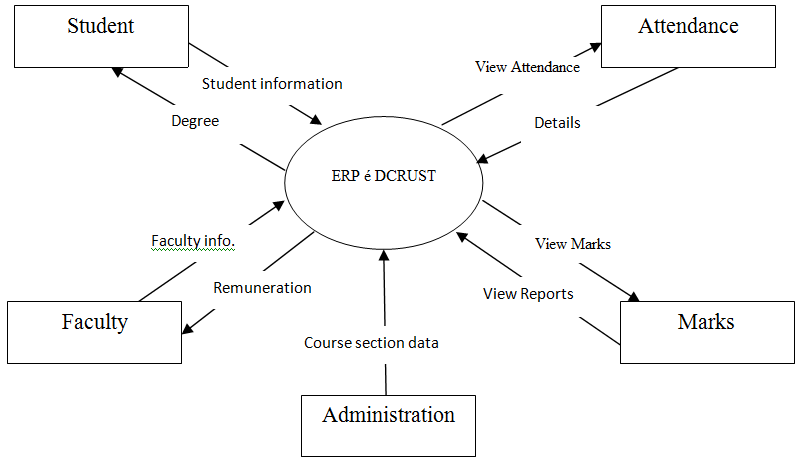 Student
Attendance
View Attendance
Student information
Degree
Details
ERP é DCRUST
Faculty info.
View Marks
Remuneration
View Reports
Faculty
Marks
Course section data
Administration